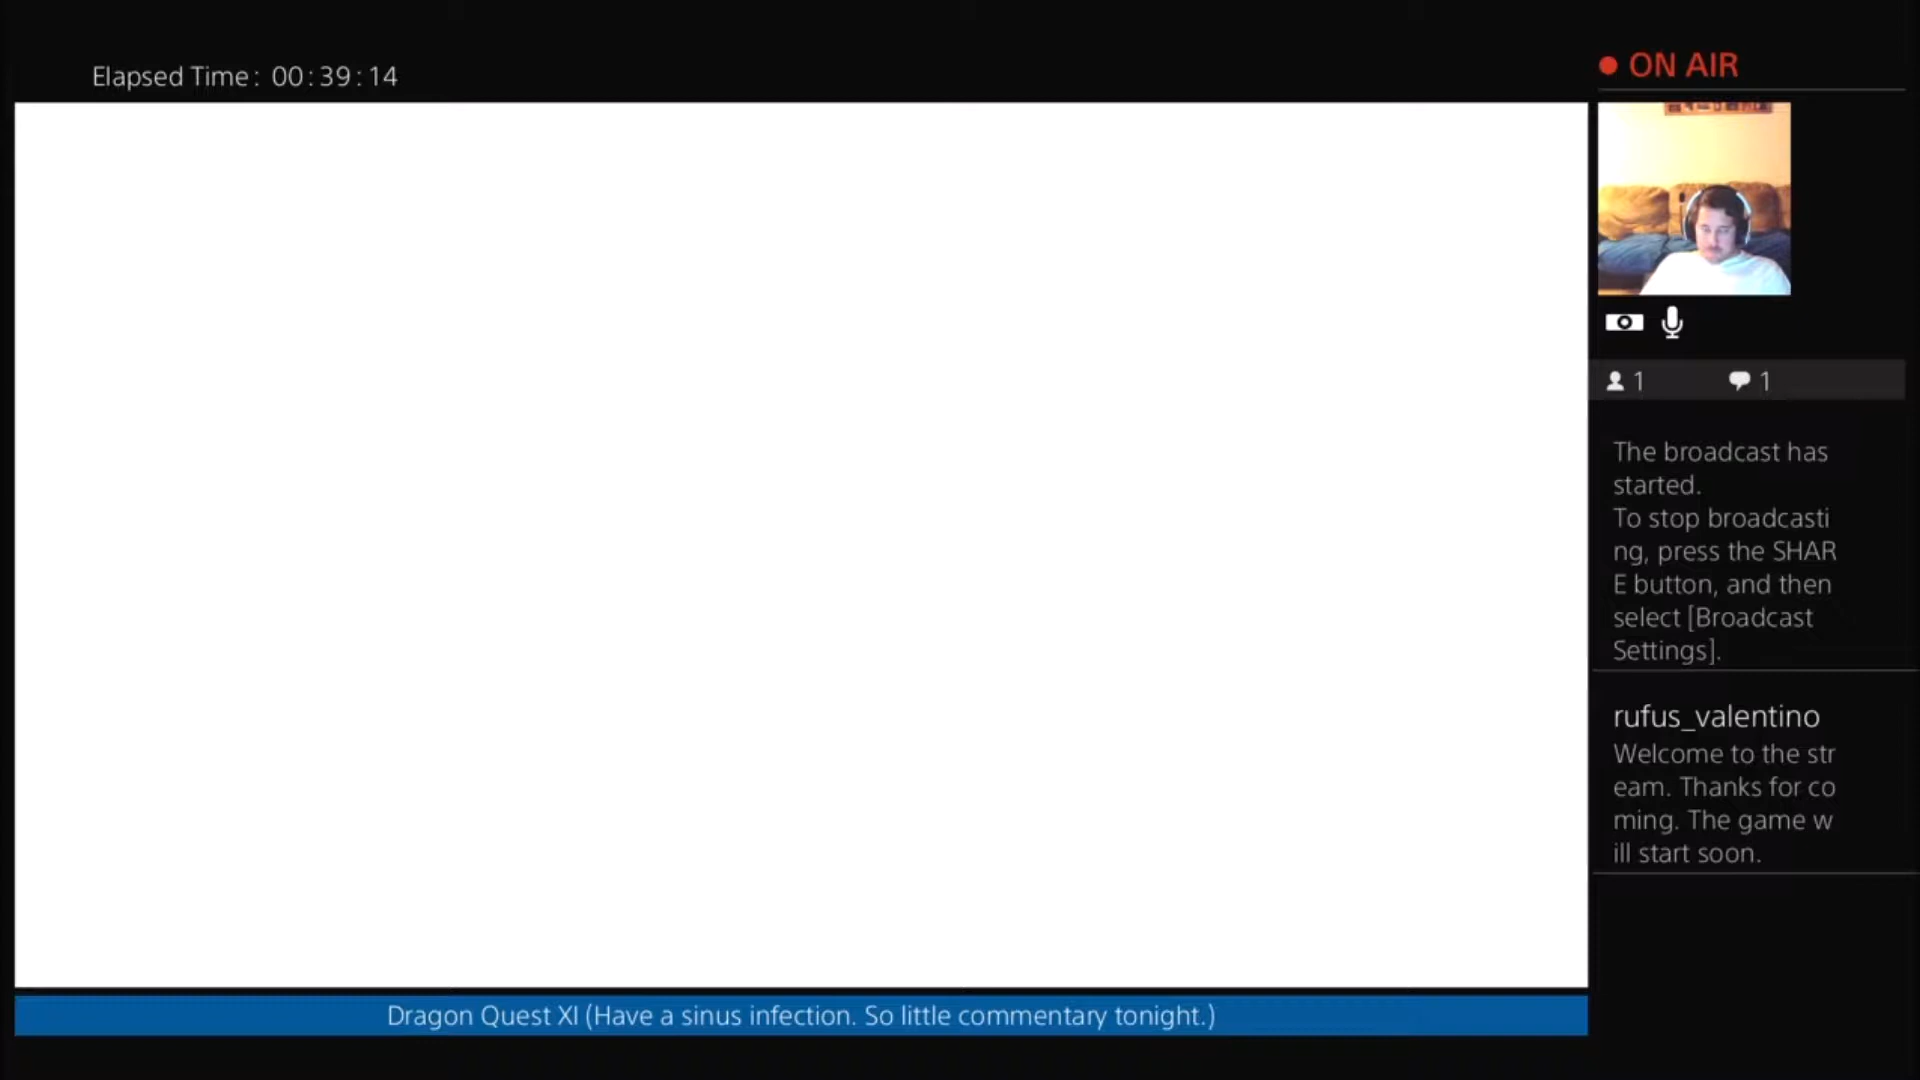 Elapsed Time: 00:39:14
ON AIR
1
1
The broadcast has
started.
To stop broadcasti
ng, press the SHAR
E button, and then
select [Broadcast
Settings].
rufus_valentino
Welcome to the str
eam. Thanks for co
ming. The game w
ill start soon.
Dragon Quest XI (Have a sinus infection. So little commentary tonight.)